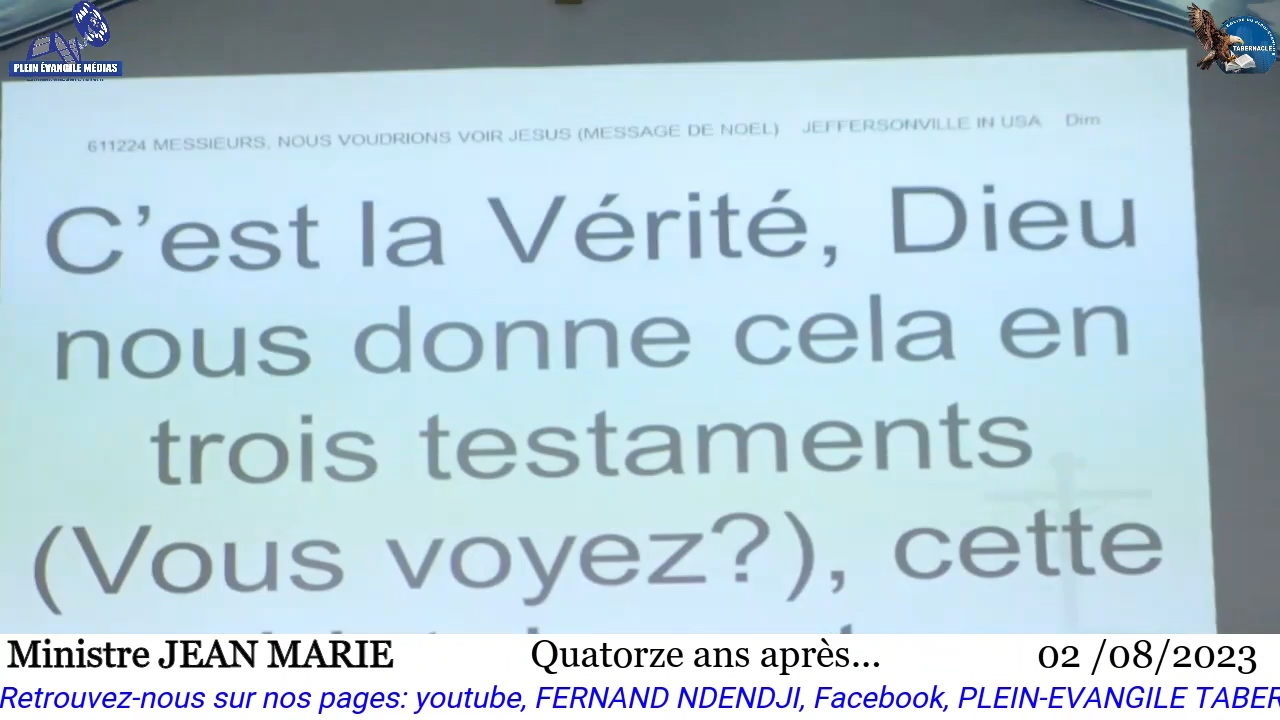 PLEIN ÉVANGILE MÉDIAS
TABERNACLE
611224 MESSIEURS, NOUS VOUDRIONS VOIR JESUS (MESSAGE DE NOEL) JEFFERSONVILLE IN USA Dim
C’est la Vérité, Dieu
nous donne cela en
trois testaments
(Vous voyez?), cette
Ministre JEAN MARIE Quatorze ans après... 02 /08/2023
Retrouvez-nous sur nos pages: youtube, FERNAND NDENDJI, Facebook, PLEIN-EVANGILE TABER